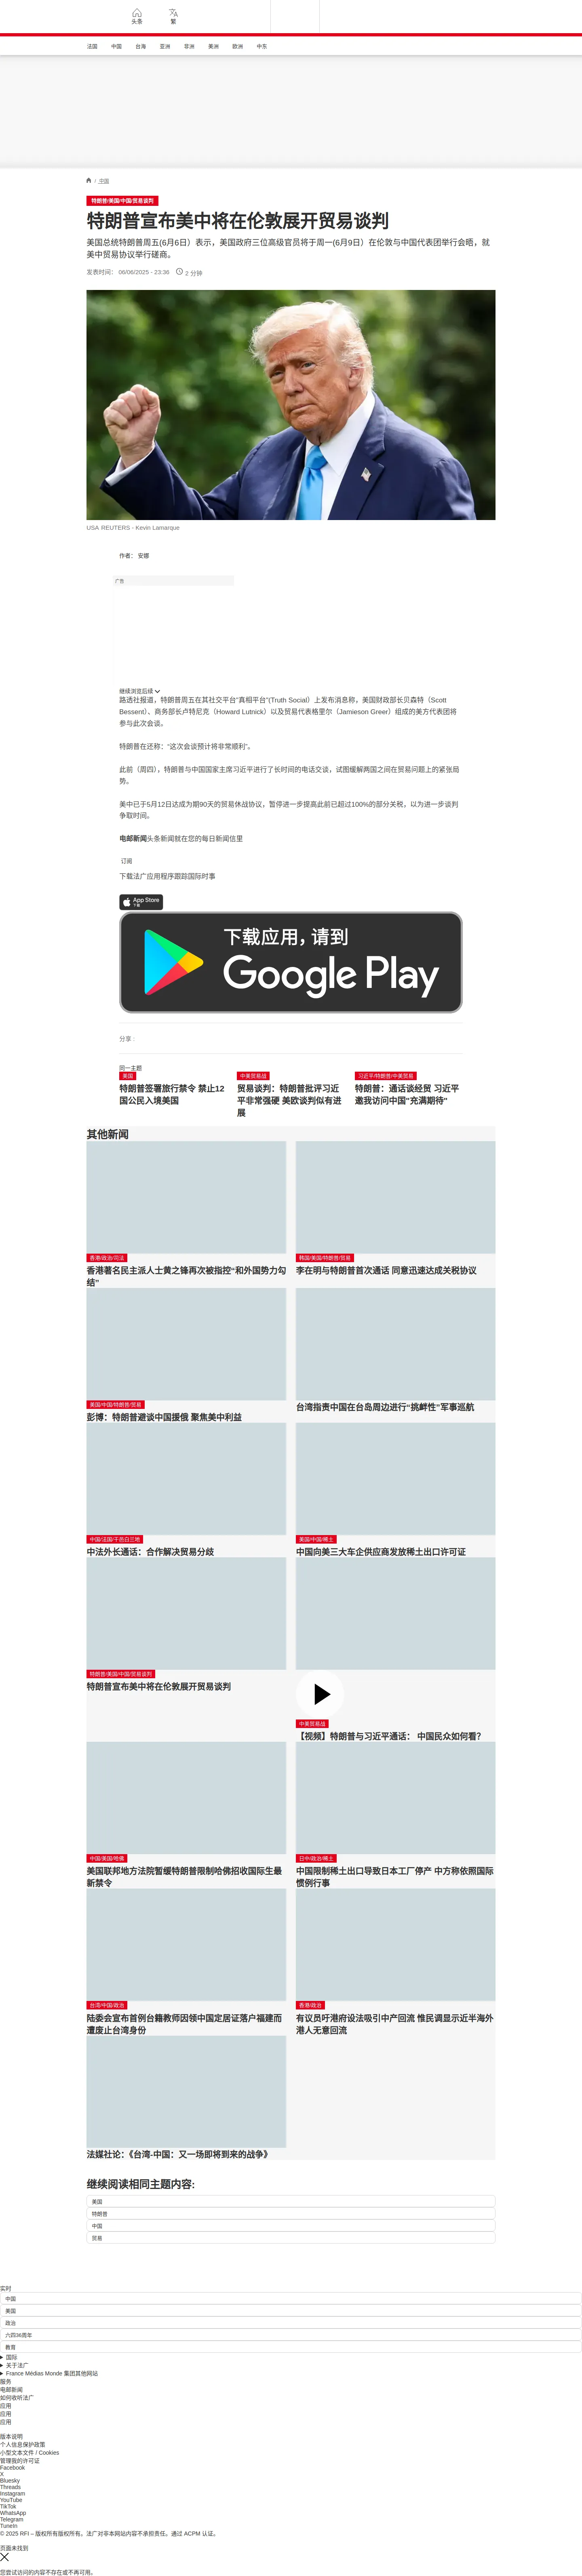 头条
繁
法国
中国
台海
亚洲
非洲
美洲
欧洲
中东
/ 中国
特朗普/美国/中国/贸易谈判
特朗普宣布美中将在伦敦展开贸易谈判
美国总统特朗普周五(6月6日）表示，美国政府三位高级官员将于周一(6月9日）在伦敦与中国代表团举行会晤，就
美中贸易协议举行磋商。
发表时间： 06/06/2025 - 23:36 2 分钟
USA REUTERS - Kevin Lamarque
作者： 安娜
广告
继续浏览后续
路透社报道，特朗普周五在其社交平台"真相平台"(Truth Social）上发布消息称，美国财政部长贝森特（Scott
Bessent）、商务部长卢特尼克（Howard Lutnick）以及贸易代表格里尔（Jamieson Greer）组成的美方代表团将
参与此次会谈。
特朗普在还称："这次会谈预计将非常顺利"。
此前（周四），特朗普与中国国家主席习近平进行了长时间的电话交谈，试图缓解两国之间在贸易问题上的紧张局
势。
美中已于5月12日达成为期90天的贸易休战协议，暂停进一步提高此前已超过100%的部分关税，以为进一步谈判
争取时间。
电邮新闻头条新闻就在您的每日新闻信里
订阅
下载法广应用程序跟踪国际时事
App Store
下载
下载应用，请到
Google Play
分享 :
同一主题
美国
特朗普签署旅行禁令 禁止12
国公民入境美国
中美贸易战
贸易谈判：特朗普批评习近
平非常强硬 美欧谈判似有进
展
习近平/特朗普/中美贸易
特朗普：通话谈经贸 习近平
邀我访问中国"充满期待"
其他新闻
香港/政治/司法
香港著名民主派人士黄之锋再次被指控“和外国势力勾
结”
韩国/美国/特朗普/贸易
李在明与特朗普首次通话 同意迅速达成关税协议
美国/中国/特朗普/贸易
彭博：特朗普避谈中国援俄 聚焦美中利益
台湾指责中国在台岛周边进行“挑衅性”军事巡航
中国/法国/干邑白兰地
中法外长通话：合作解决贸易分歧
美国/中国/稀土
中国向美三大车企供应商发放稀土出口许可证
特朗普/美国/中国/贸易谈判
特朗普宣布美中将在伦敦展开贸易谈判
中美贸易战
【视频】特朗普与习近平通话： 中国民众如何看?
中国/美国/哈佛
美国联邦地方法院暂缓特朗普限制哈佛招收国际生最
新禁令
日中/政治/稀土
中国限制稀土出口导致日本工厂停产 中方称依照国际
惯例行事
台湾/中国/政治
陆委会宣布首例台籍教师因领中国定居证落户福建而
遭废止台湾身份
香港/政治
有议员吁港府设法吸引中产回流 惟民调显示近半海外
港人无意回流
法媒社论：《台湾-中国：又一场即将到来的战争》
继续阅读相同主题内容:
美国
特朗普
中国
贸易
实时
中国
美国
政治
六四36周年
教育
国际
关于法广
France Médias Monde 集团其他网站
服务
电邮新闻
如何收听法广
应用
应用
应用
版本说明
个人信息保护政策
小型文本文件 / Cookies
管理我的许可证
Facebook
X
Bluesky
Threads
Instagram
YouTube
TikTok
WhatsApp
Telegram
TuneIn
© 2025 RFI – 版权所有版权所有。法广对非本网站内容不承担责任。通过 ACPM 认证。
页面未找到
您尝试访问的内容不存在或不再可用。